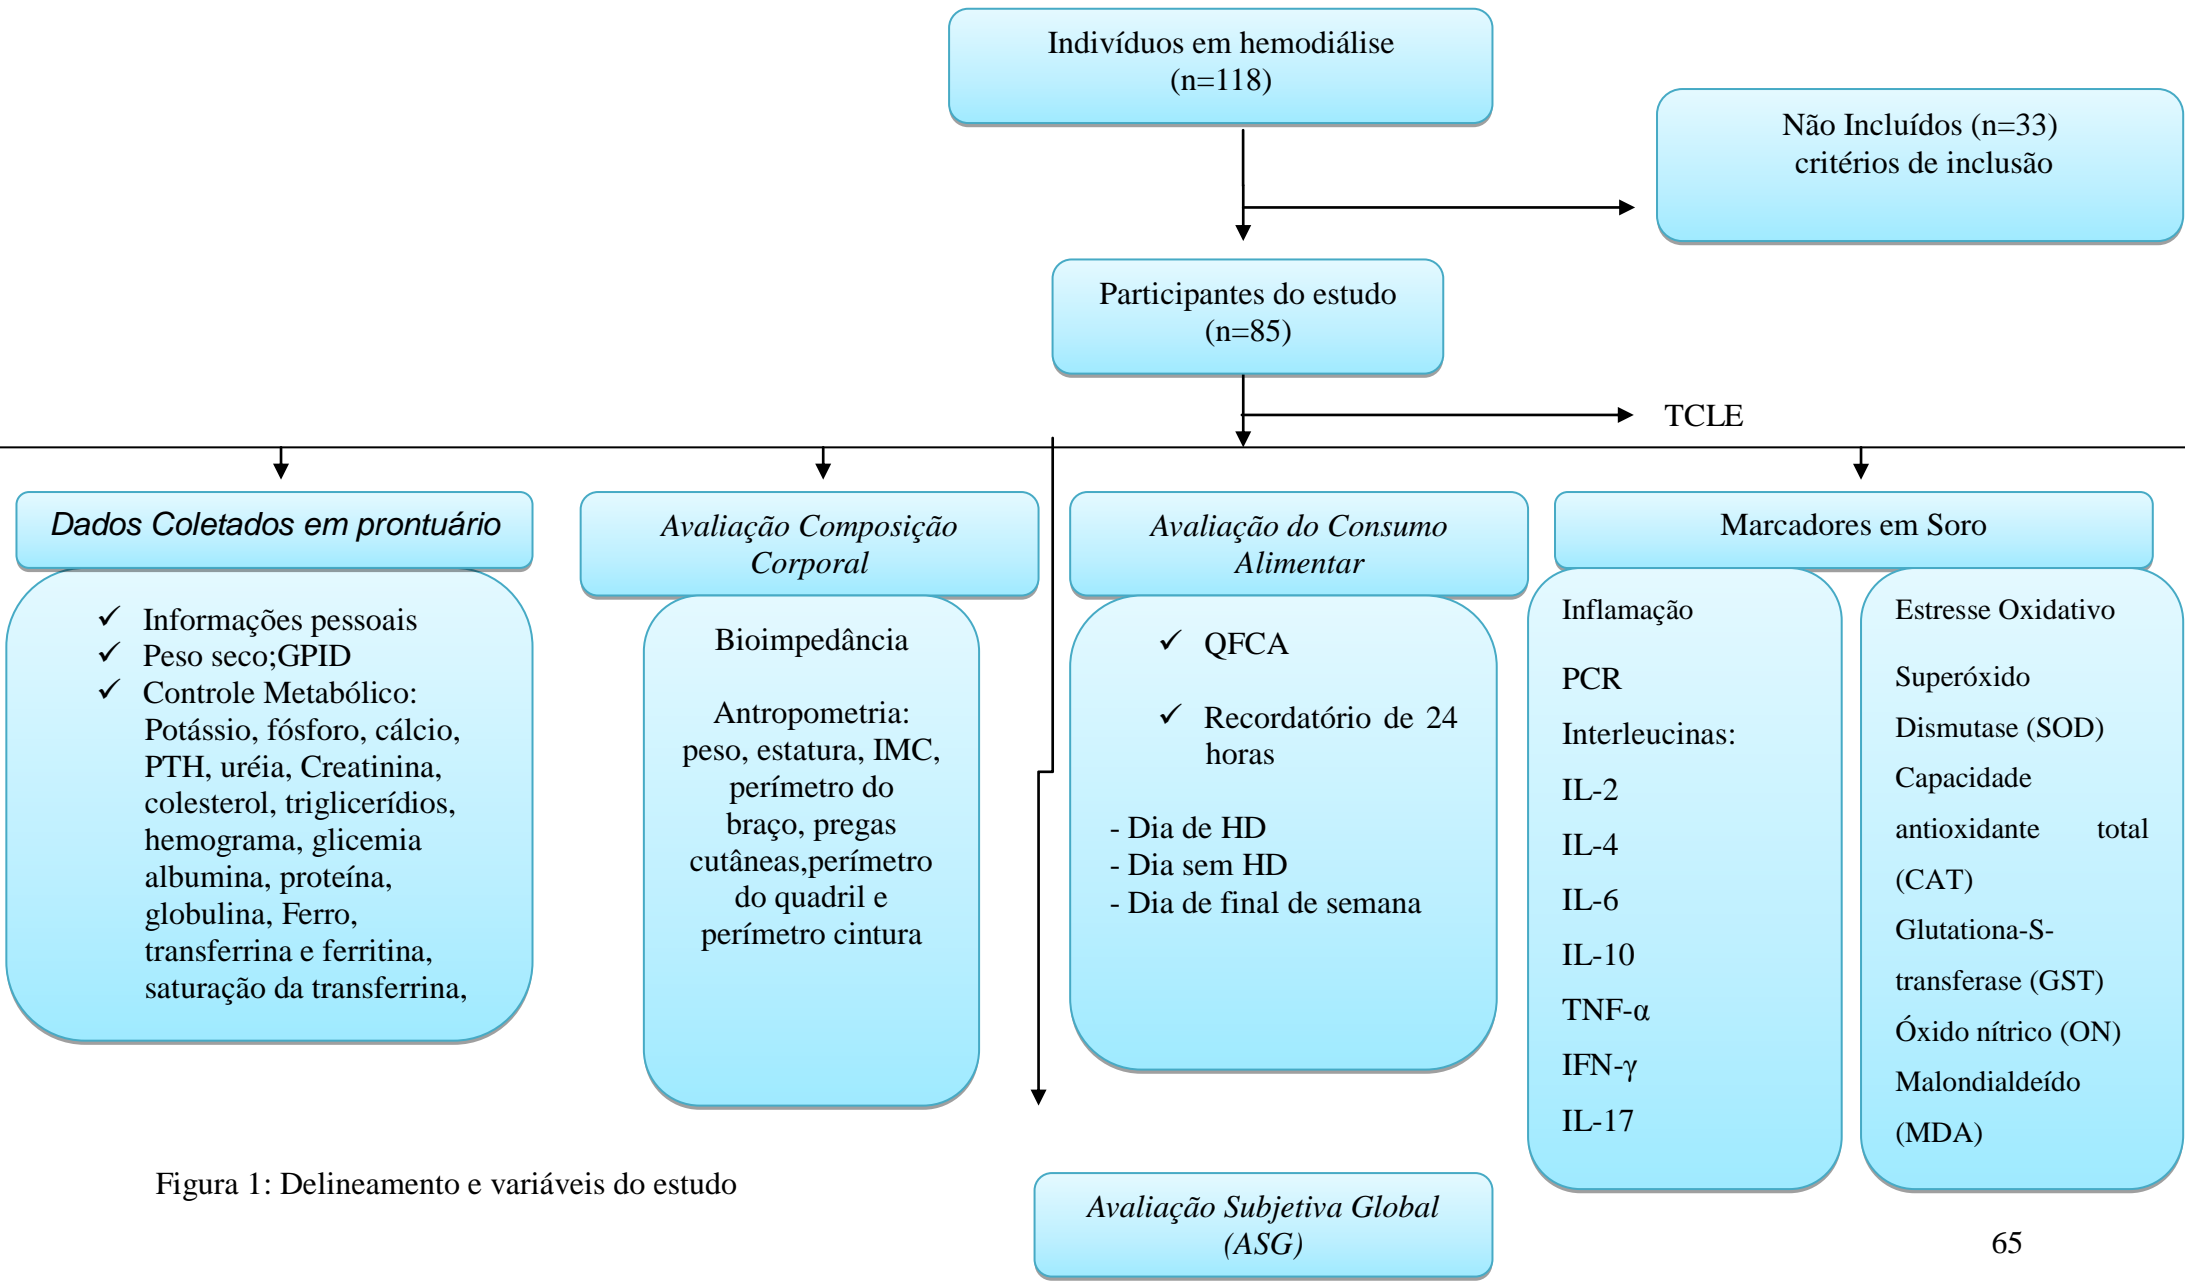 Indivíduos em hemodiálise
(n=118)
Não Incluídos (n=33)
critérios de inclusão
Participantes do estudo
(n=85)
TCLE
Dados Coletados em prontuário
✓ Informações pessoais
✓ Peso seco;GPID
✓ Controle Metabólico:
Potássio, fósforo, cálcio,
PTH, uréia, Creatinina,
colesterol, triglicerídios,
hemograma, glicemia
albumina, proteína,
globulina, Ferro,
transferrina e ferritina,
saturação da transferrina,
Avaliação Composição
Corporal
Bioimpedância
Antropometria:
peso, estatura, IMC,
perímetro do
braço, pregas
cutâneas,perímetro
do quadril e
perímetro cintura
Avaliação do Consumo
Alimentar
✓ QFCA
✓ Recordatório de 24
horas
- Dia de HD
- Dia sem HD
- Dia de final de semana
Marcadores em Soro
Inflamação
PCR
Interleucinas:
IL-2
IL-4
IL-6
IL-10
TNF-α
IFN-γ
IL-17
Estresse Oxidativo
Superóxido
Dismutase (SOD)
Capacidade
antioxidante total
(CAT)
Glutationa-S-
transferase (GST)
Óxido nítrico (ON)
Malondialdeído
(MDA)
Avaliação Subjetiva Global
(ASG)
Figura 1: Delineamento e variáveis do estudo
65